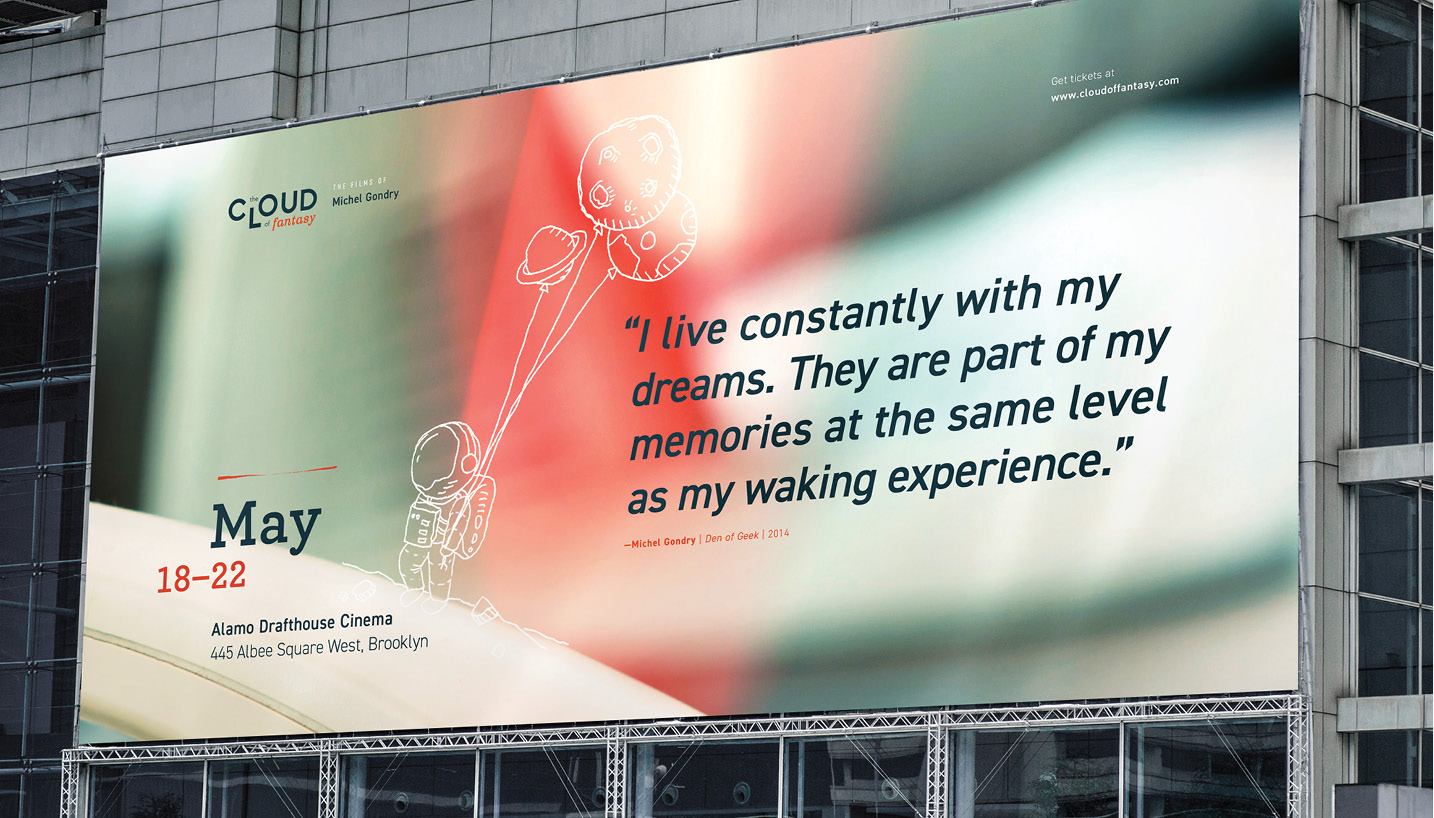 the
CLOUD
of fantasy
THE FILMS OF
Michel Gondry
Get tickets at
www.cloudoffantasy.com
“I live constantly with my
dreams. They are part of my
memories at the same level
as my waking experience.”
—Michel Gondry | Den of Geek | 2014
May
18–22
Alamo Drafthouse Cinema
445 Albee Square West, Brooklyn